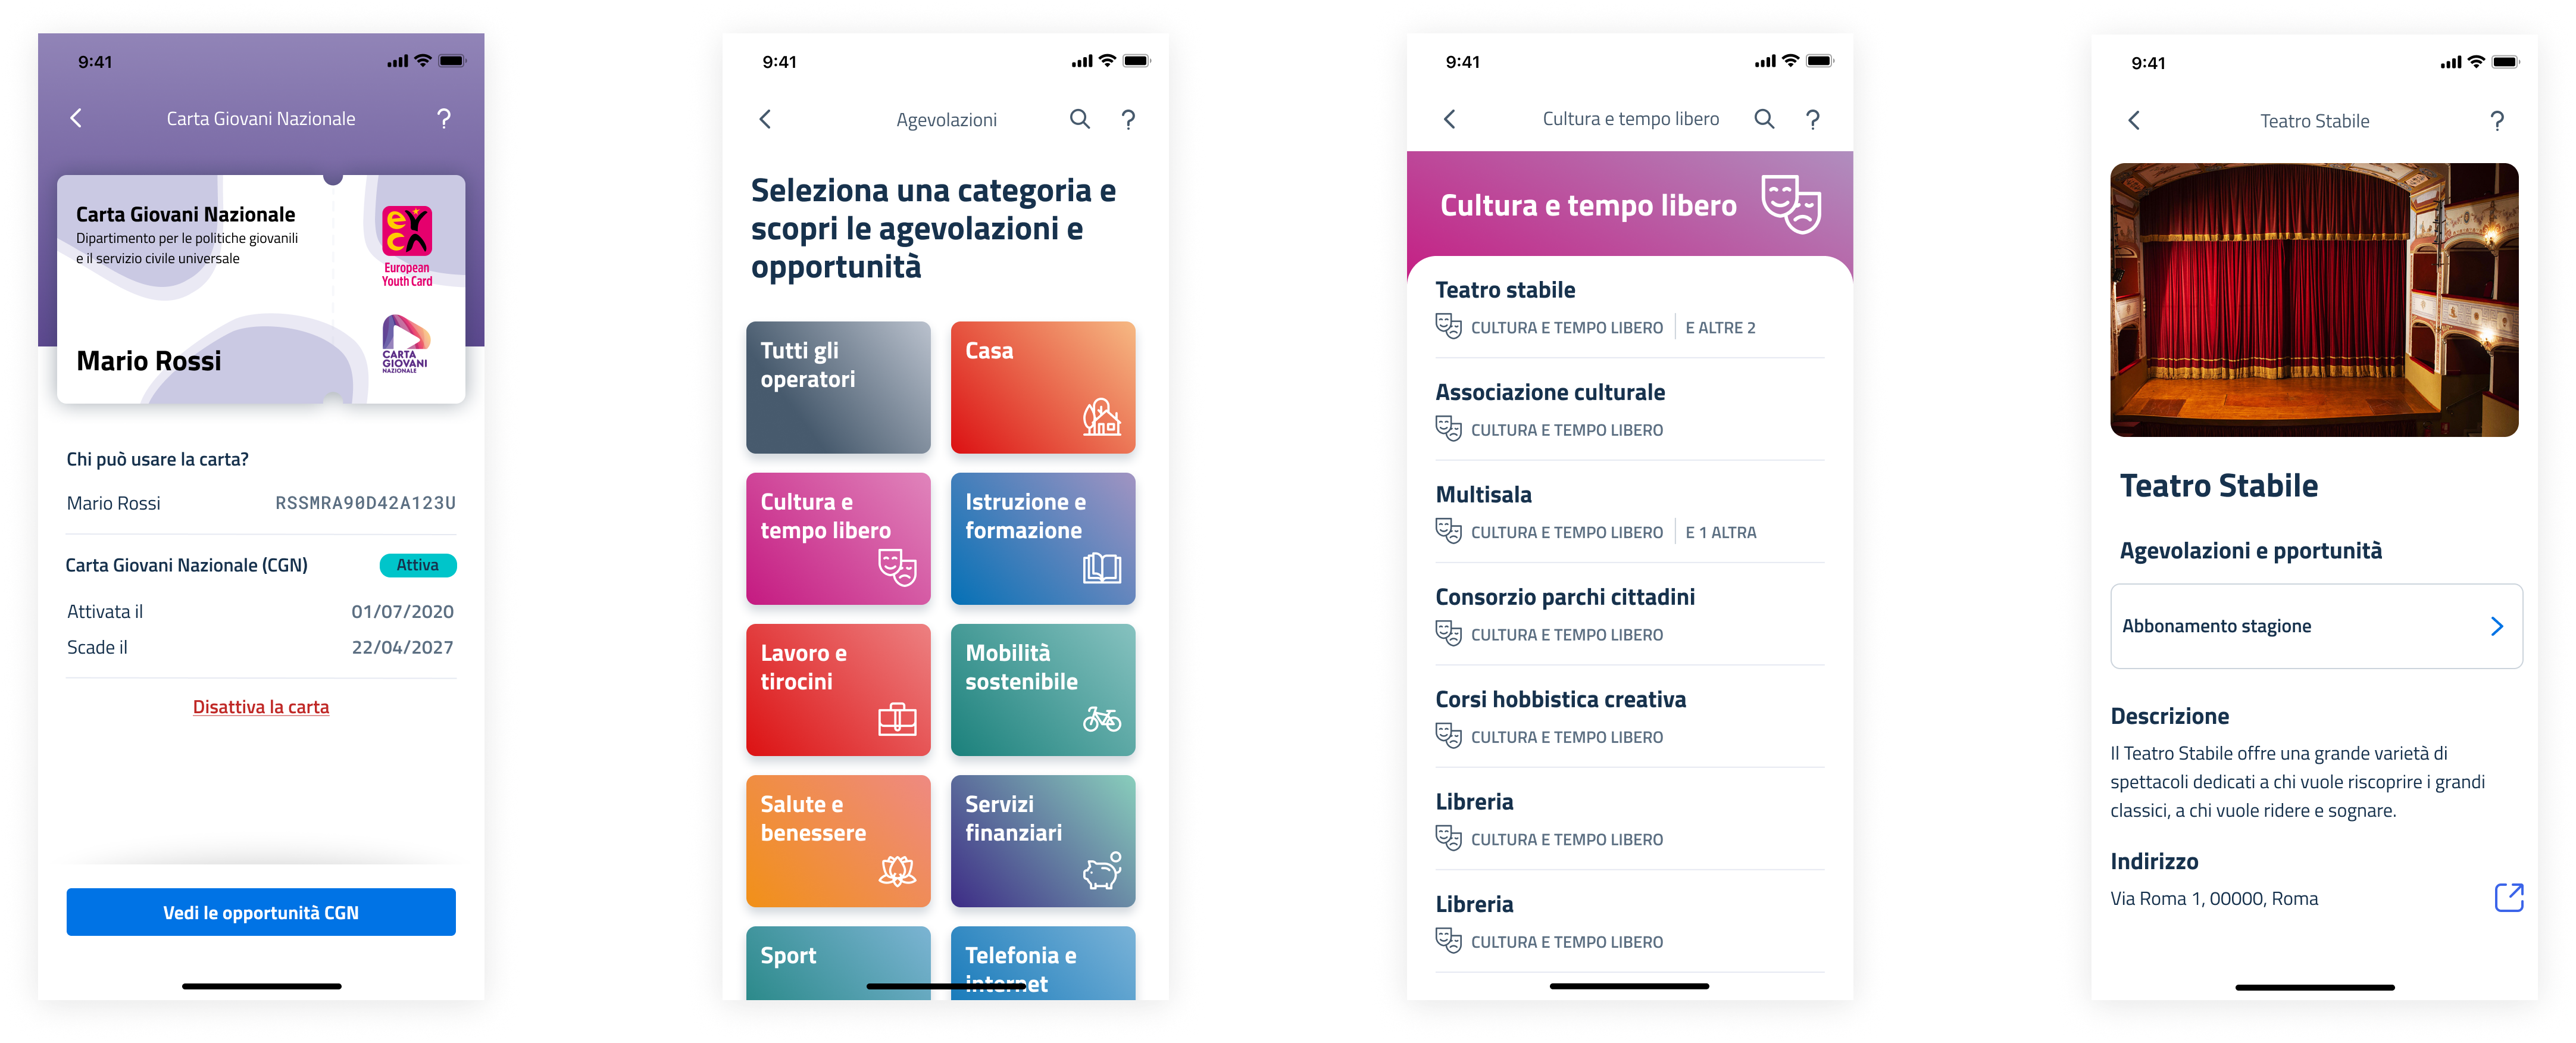 9:41
Carta Giovani Nazionale
?
Carta Giovani Nazionale
Dipartimento per le politiche giovanili
e il servizio civile universale
eyca
European
Youth Card
Mario Rossi
CARTA
GIOVANI
NAZIONALE
Chi può usare la carta?
Mario Rossi RSSMRA90D42A123U
Carta Giovani Nazionale (CGN) Attiva
Attivata il 01/07/2020
Scade il 22/04/2027
Disattiva la carta
Vedi le opportunità CGN
9:41
Agevolazioni
?
Seleziona una categoria e
scopri le agevolazioni e
opportunità
Tutti gli
operatori
Casa
Cultura e
tempo libero
Istruzione e
formazione
Lavoro e
tirocini
Mobilità
sostenibile
Salute e
benessere
Servizi
finanziari
Sport
Telefonia e
internet
9:41
Cultura e tempo libero
?
Cultura e tempo libero
Teatro stabile
CULTURA E TEMPO LIBERO E ALTRE 2
Associazione culturale
CULTURA E TEMPO LIBERO
Multisala
CULTURA E TEMPO LIBERO E 1 ALTRA
Consorzio parchi cittadini
CULTURA E TEMPO LIBERO
Corsi hobbistica creativa
CULTURA E TEMPO LIBERO
Libreria
CULTURA E TEMPO LIBERO
Libreria
CULTURA E TEMPO LIBERO
9:41
Teatro Stabile
?
Teatro Stabile
Agevolazioni e pportunità
Abbonamento stagione
Descrizione
Il Teatro Stabile offre una grande varietà di
spettacoli dedicati a chi vuole riscoprire i grandi
classici, a chi vuole ridere e sognare.
Indirizzo
Via Roma 1, 00000, Roma